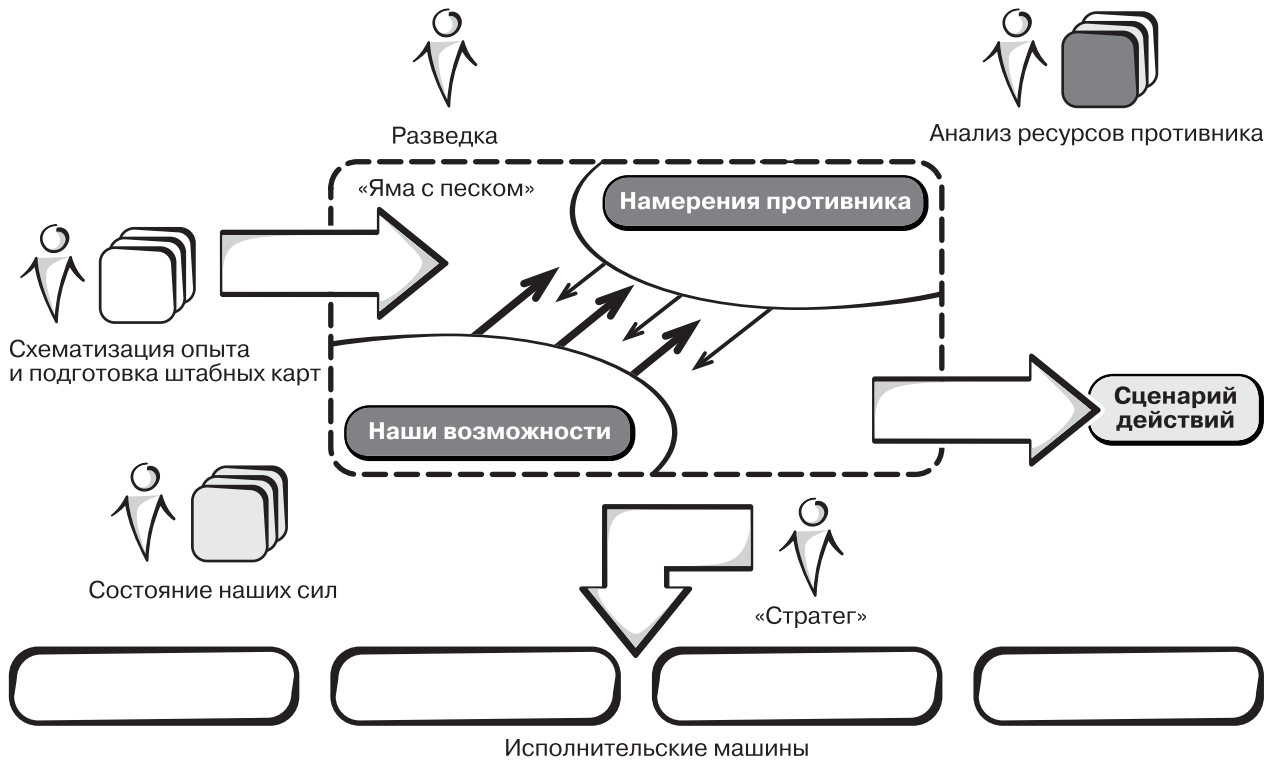 Разведка
Анализ ресурсов противника
«Яма с песком»
Намерения противника
Схематизация опыта
и подготовка штабных карт
Сценарий
действий
Наши возможности
Состояние наших сил
«Стратег»
Исполнительские машины